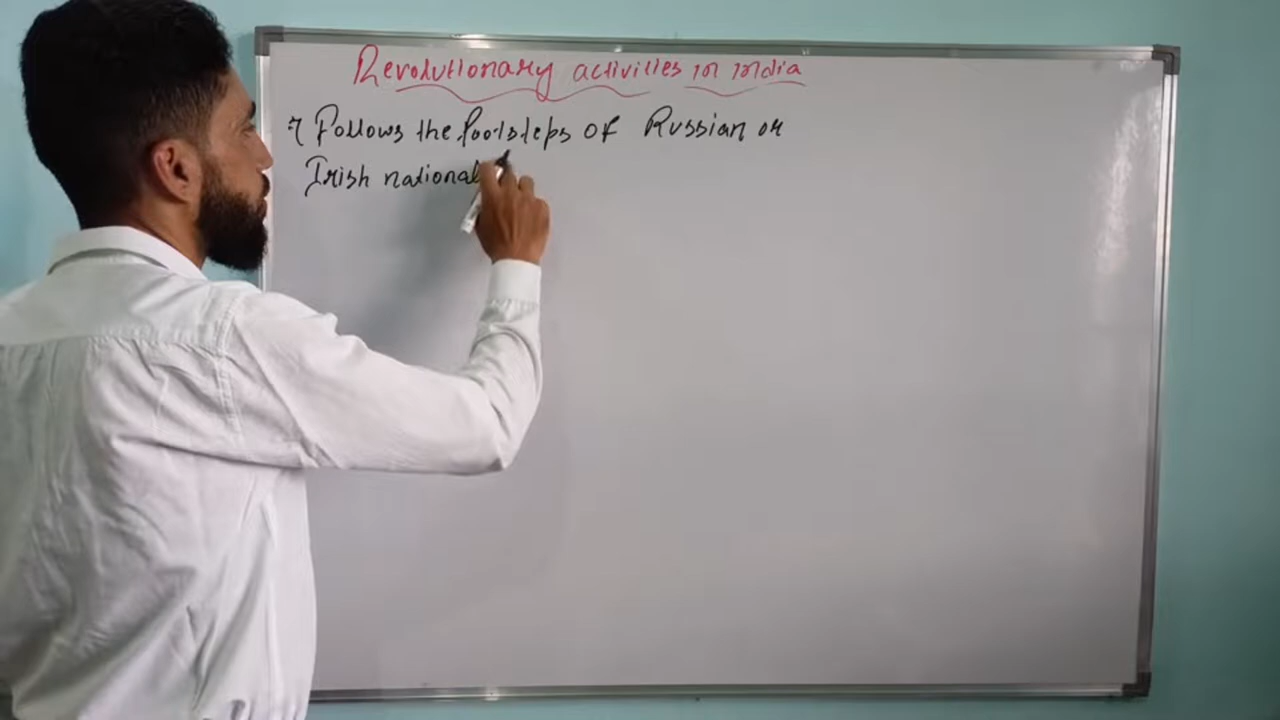 Revolutionary activities in India
→ Follows the footsteps of Russian or
Irish national